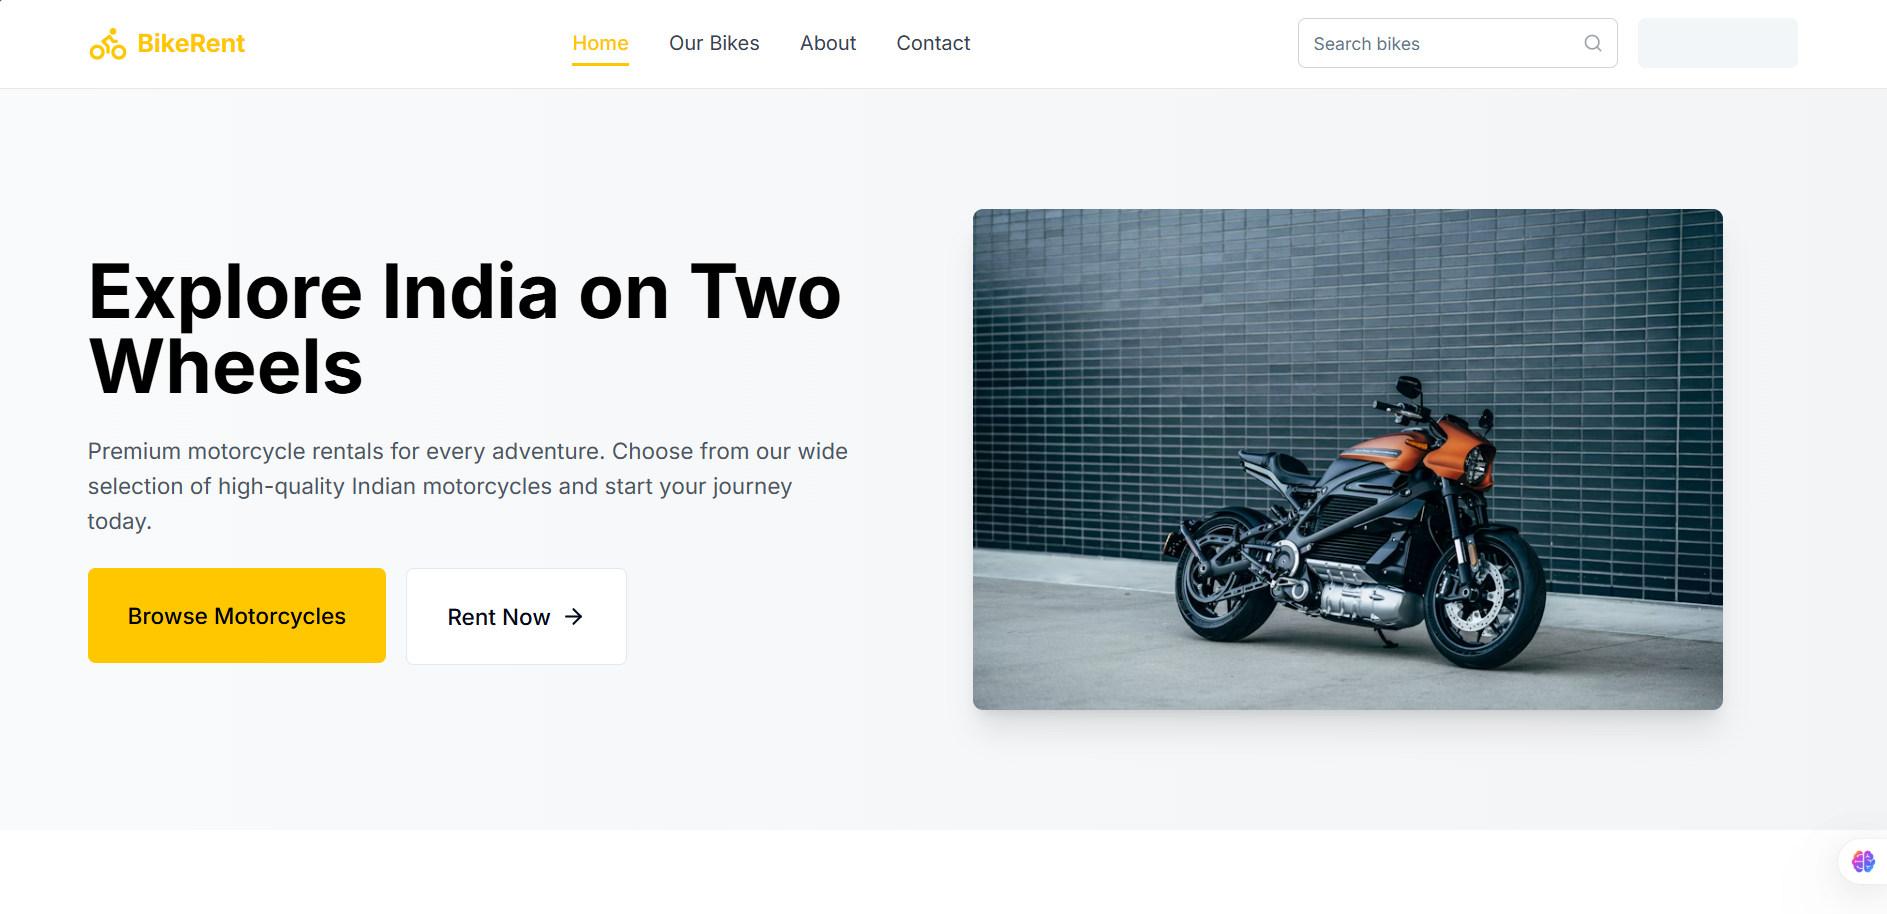 BikeRent
Home
Our Bikes
About
Contact
Search bikes
Explore India on Two
Wheels
Premium motorcycle rentals for every adventure. Choose from our wide
selection of high-quality Indian motorcycles and start your journey
today.
Browse Motorcycles
Rent Now